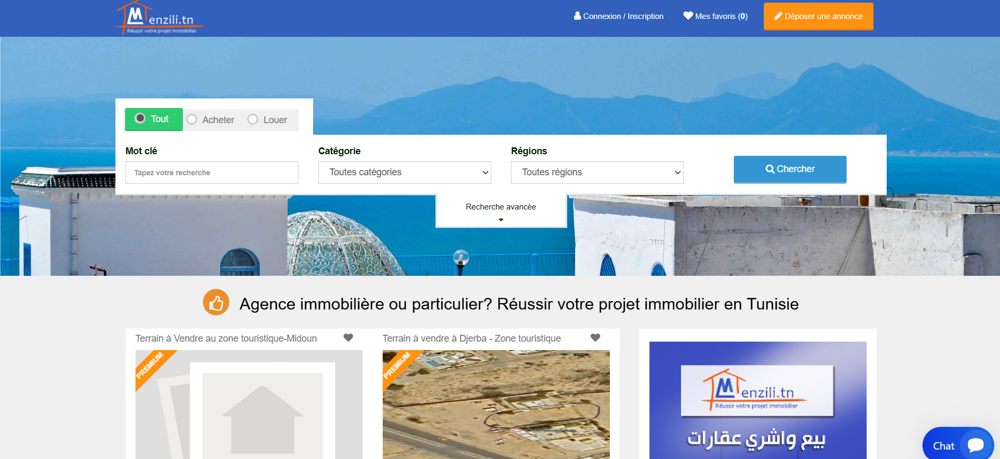 Menzili.tn
Réussir votre projet immobilier
Connexion / Inscription
Mes favoris (0)
Déposer une annonce
Tout
Acheter
Louer
Mot clé
Catégorie
Régions
Tapez votre recherche
Toutes catégories
Toutes régions
Chercher
Recherche avancée
Agence immobilière ou particulier? Réussir votre projet immobilier en Tunisie
Terrain à Vendre au zone touristique-Midoun
PREMIUM
Terrain à vendre à Djerba - Zone touristique
PREMIUM
Menzili.tn
Réussir votre projet immobilier
بيع واشري عقارات
Chat